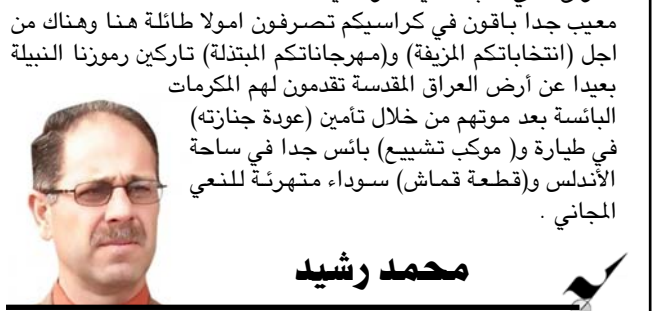 معيب جدا باقون في كراسيكم تصرفون امولا طائلة هنا وهناك من
اجل (انتخاباتكم المزيفة) و(مهرجاناتكم المبتذلة) تاركين رموزنا النبيلة
بعيدا عن أرض العراق المقدسة تقدمون لهم المكرمات
البائسة بعد موتهم من خلال تأمين (عودة جنازته)
في طيارة و( موكب تشييع) بائس جدا في ساحة
الأندلس و(قطعة قماش) سوداء متهرئة للنعي
المجاني .
محمد رشيد